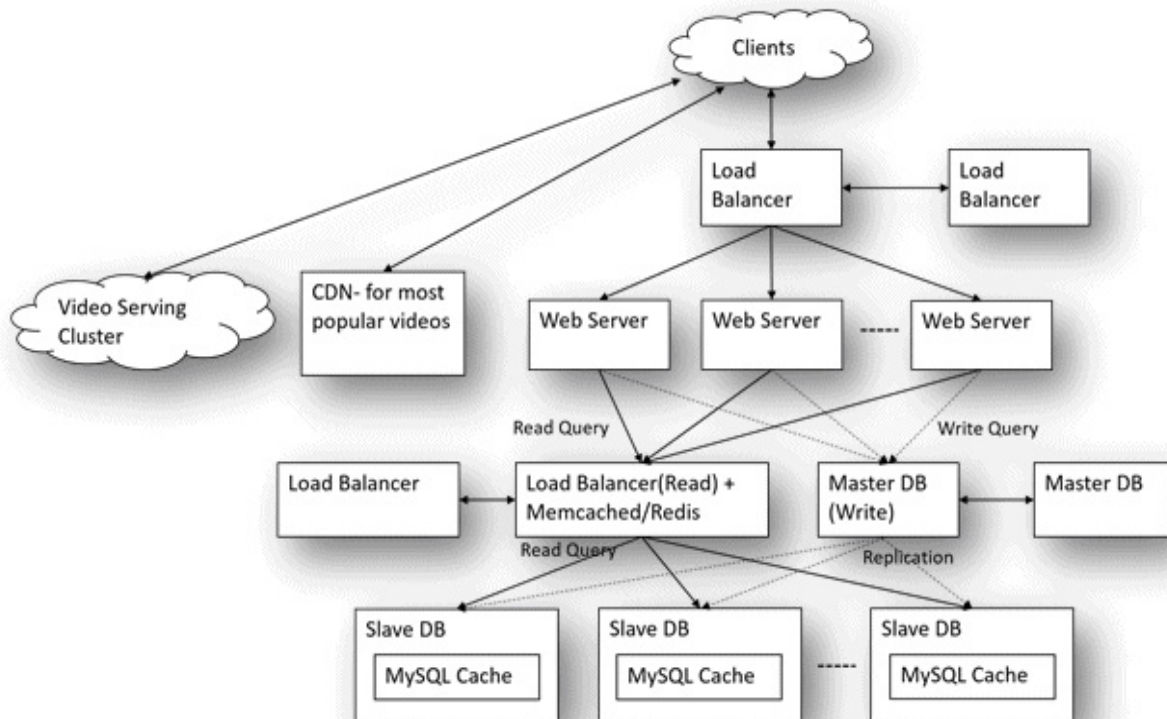 Clients
Load
Balancer
Load
Balancer
Video Serving
Cluster
CDN- for most
popular videos
Web Server
Web Server
-----
Web Server
Read Query
Write Query
Load Balancer
Load Balancer(Read) +
Memcached/Redis
Master DB
(Write)
Master DB
Read Query
Replication
Slave DB
MySQL Cache
Slave DB
MySQL Cache
-----
Slave DB
MySQL Cache